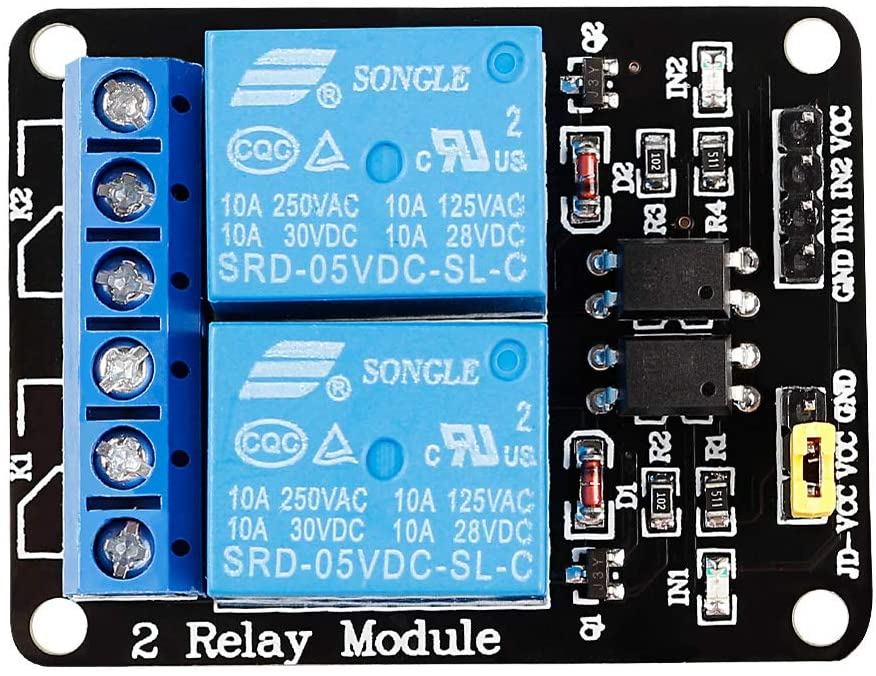 SONGLE
®
2
CQC
C
US
10A 250VAC 10A 125VAC
10A 30VDC 10A 28VDC
SRD-05VDC-SL-C
SONGLE
®
2
CQC
C
US
10A 250VAC 10A 125VAC
10A 30VDC 10A 28VDC
SRD-05VDC-SL-C
2 Relay Module
K2
K1
Q2
J3Y
D2
R3
102
R4
511
IN2
GND IN1 IN2 VCC
R2
102
R1
511
D1
J3Y
Q1
IN1
JD-VCC VCC GND